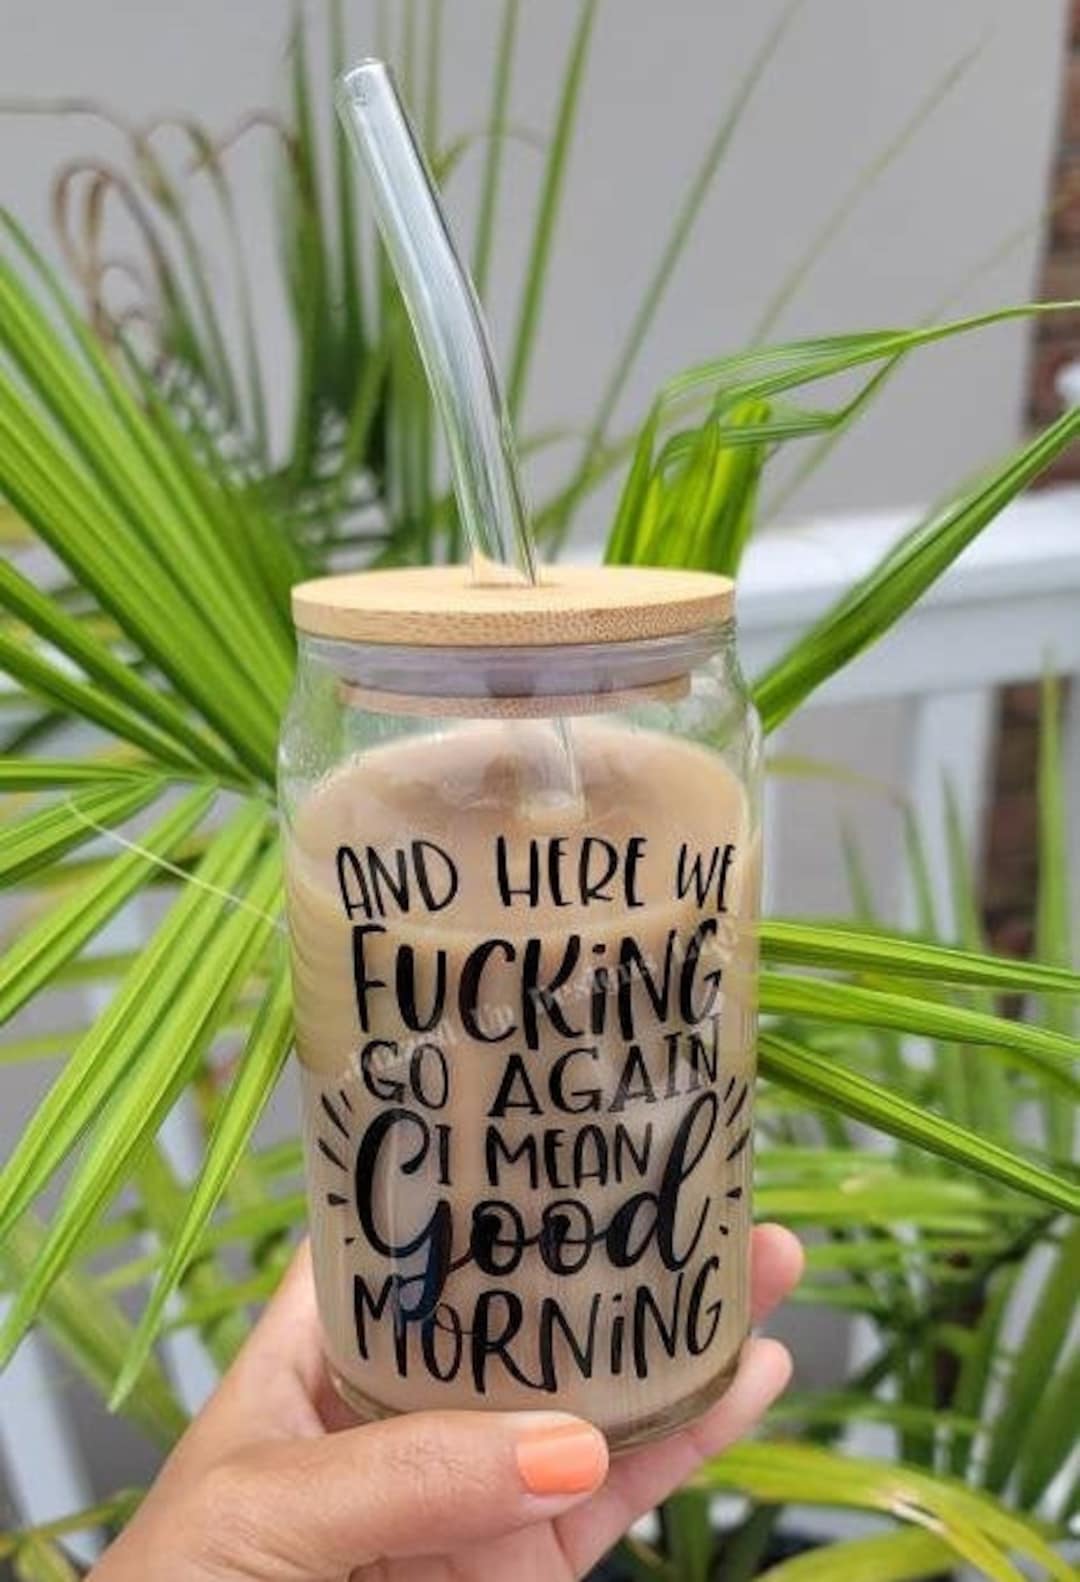 AND HERE WE
FUCKiNG
GO AGAIN
I MEAN
Good
MORNiNG